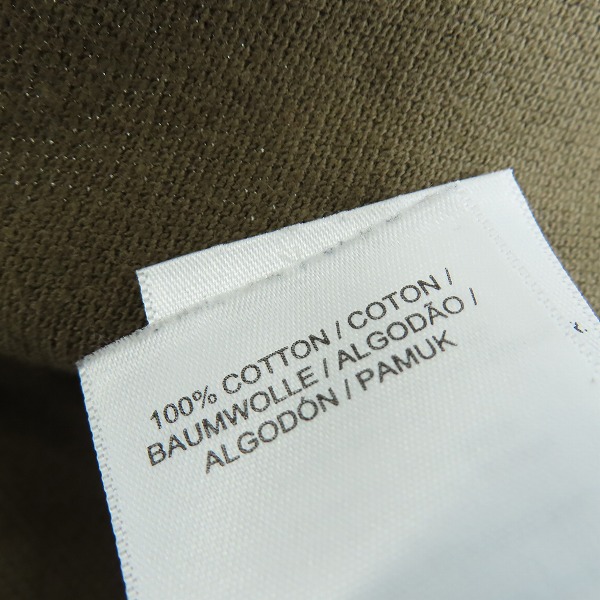 100% COTTON / COTON /
BAUMWOLLE / ALGODÃO /
ALGODÓN / PAMUK